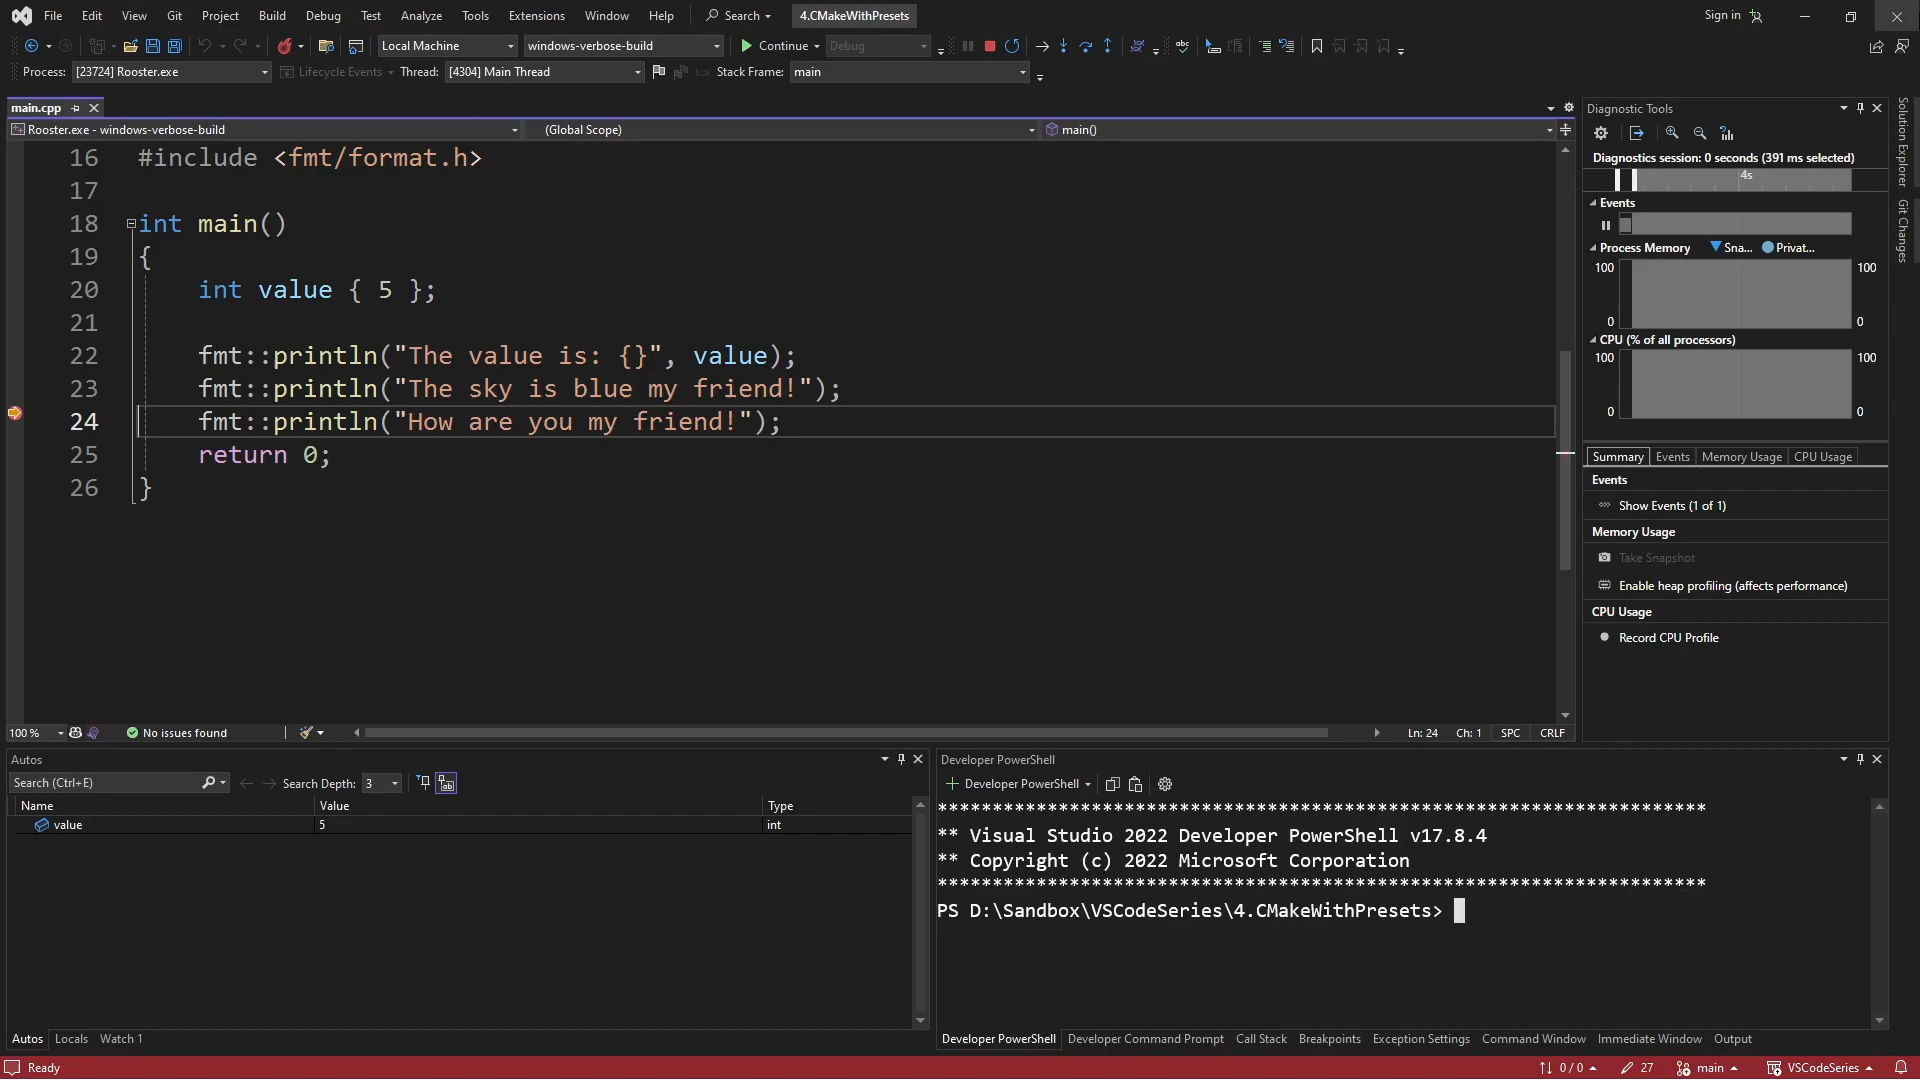 File Edit View Git Project Build Debug Test Analyze Tools Extensions Window Help Search 4.CMakeWithPresets Sign in
Local Machine windows-verbose-build Continue Debug
Process: [23724] Rooster.exe Lifecycle Events Thread: [4304] Main Thread Stack Frame: main
main.cpp
Rooster.exe - windows-verbose-build (Global Scope) main()
16 #include <fmt/format.h>
17
18 int main()
19 {
20 int value { 5 };
21
22 fmt::println("The value is: {}", value);
23 fmt::println("The sky is blue my friend!");
24 fmt::println("How are you my friend!");
25 return 0;
26 }
100 % No issues found Ln: 24 Ch: 1 SPC CRLF
Diagnostic Tools
Diagnostics session: 0 seconds (391 ms selected)
4s
Events
Process Memory Sna... Privat...
100 100
0 0
CPU (% of all processors)
100 100
0 0
Summary Events Memory Usage CPU Usage
Events
Show Events (1 of 1)
Memory Usage
Take Snapshot
Enable heap profiling (affects performance)
CPU Usage
Record CPU Profile
Solution Explorer
Git Changes
Autos
Search (Ctrl+E) Search Depth: 3
Name Value Type
value 5 int
Autos Locals Watch 1
Developer PowerShell
Developer PowerShell
**********************************************************************
** Visual Studio 2022 Developer PowerShell v17.8.4
** Copyright (c) 2022 Microsoft Corporation
**********************************************************************
PS D:\Sandbox\VSCodeSeries\4.CMakeWithPresets>
Developer PowerShell Developer Command Prompt Call Stack Breakpoints Exception Settings Command Window Immediate Window Output
Ready 0 / 0 27 main VSCodeSeries